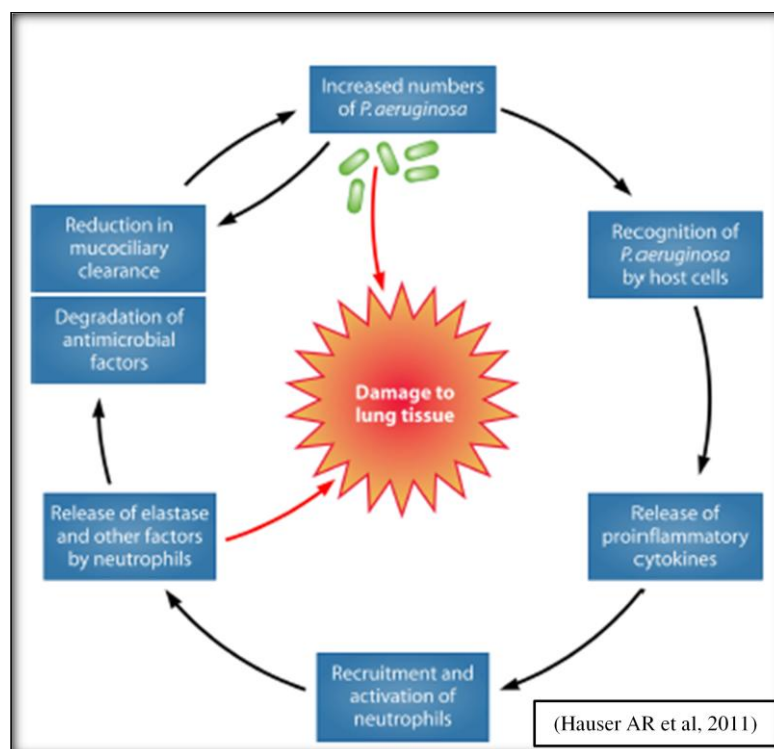 Increased numbers
of P. aeruginosa
Recognition of
P. aeruginosa
by host cells
Release of
proinflammatory
cytokines
Recruitment and
activation of
neutrophils
Release of elastase
and other factors
by neutrophils
Reduction in
mucociliary
clearance
Degradation of
antimicrobial
factors
Damage to
lung tissue
(Hauser AR et al, 2011)